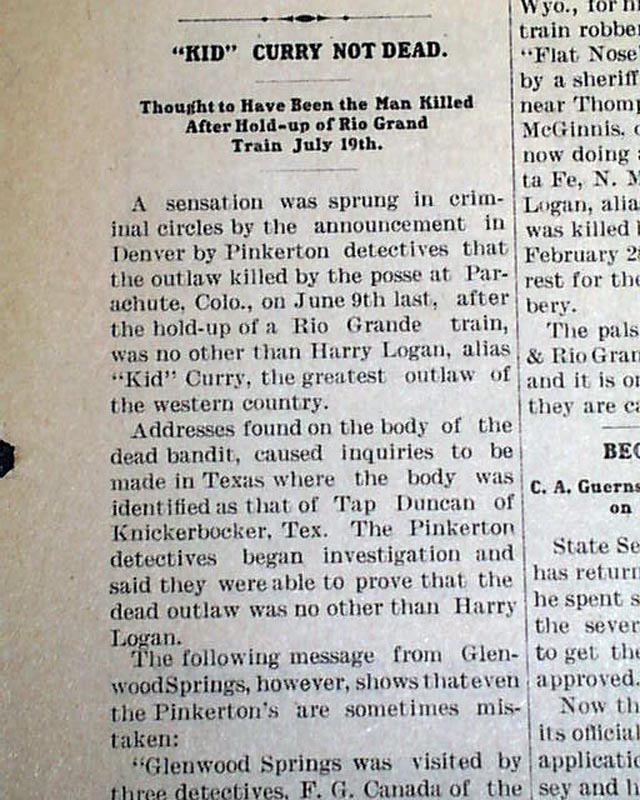 "KID" CURRY NOT DEAD.
Thought to Have Been the Man Killed
After Hold-up of Rio Grand
Train July 19th.
A sensation was sprung in crim-
inal circles by the announcement in
Denver by Pinkerton detectives that
the outlaw killed by the posse at Par-
achute, Colo., on June 9th last, after
the hold-up of a Rio Grande train,
was no other than Harry Logan, alias
"Kid" Curry, the greatest outlaw of
the western country.
Addresses found on the body of the
dead bandit, caused inquiries to be
made in Texas where the body was
identified as that of Tap Duncan of
Knickerbocker, Tex. The Pinkerton
detectives began investigation and
said they were able to prove that the
dead outlaw was no other than Harry
Logan.
The following message from Glen-
woodSprings, however, shows that even
the Pinkerton's are sometimes mis-
taken:
"Glenwood Springs was visited by
three detectives, F. G. Canada of the
Wyo., for
train robber
"Flat Nose"
by a sheriff
near Thomp
McGinnis,
now doing
ta Fe, N. M
Logan, alia
was killed
February 2
rest for the
bery.
The pals
& Rio Gran
and it is o
they are ca
BEC
C. A. Guerns
on
State Se
has return
he spent s
the sever
to get the
approved.
Now th
its official
applicatio
sey and